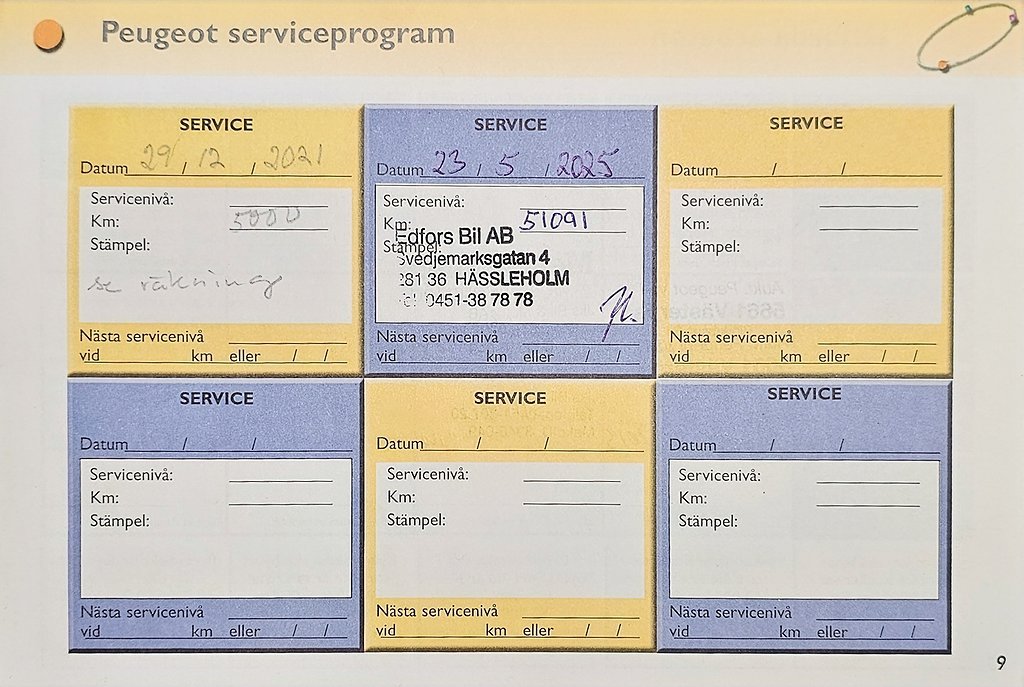 Peugeot serviceprogram
SERVICE
Datum 29 / 12 / 2021
Servicenivå:
Km: 5000
Stämpel:
se räkning
Nästa servicenivå
vid km eller / /
SERVICE
Datum 23 / 5 / 2025
Servicenivå:
Km: 51091
Stämpel:
Edfors Bil AB
Svedjemarksgatan 4
281 36 HÄSSLEHOLM
0451-38 78 78
Nästa servicenivå
vid km eller / /
SERVICE
Datum / /
Servicenivå:
Km:
Stämpel:
Nästa servicenivå
vid km eller / /
SERVICE
Datum / /
Servicenivå:
Km:
Stämpel:
Nästa servicenivå
vid km eller / /
SERVICE
Datum / /
Servicenivå:
Km:
Stämpel:
Nästa servicenivå
vid km eller / /
SERVICE
Datum / /
Servicenivå:
Km:
Stämpel:
Nästa servicenivå
vid km eller / /
9